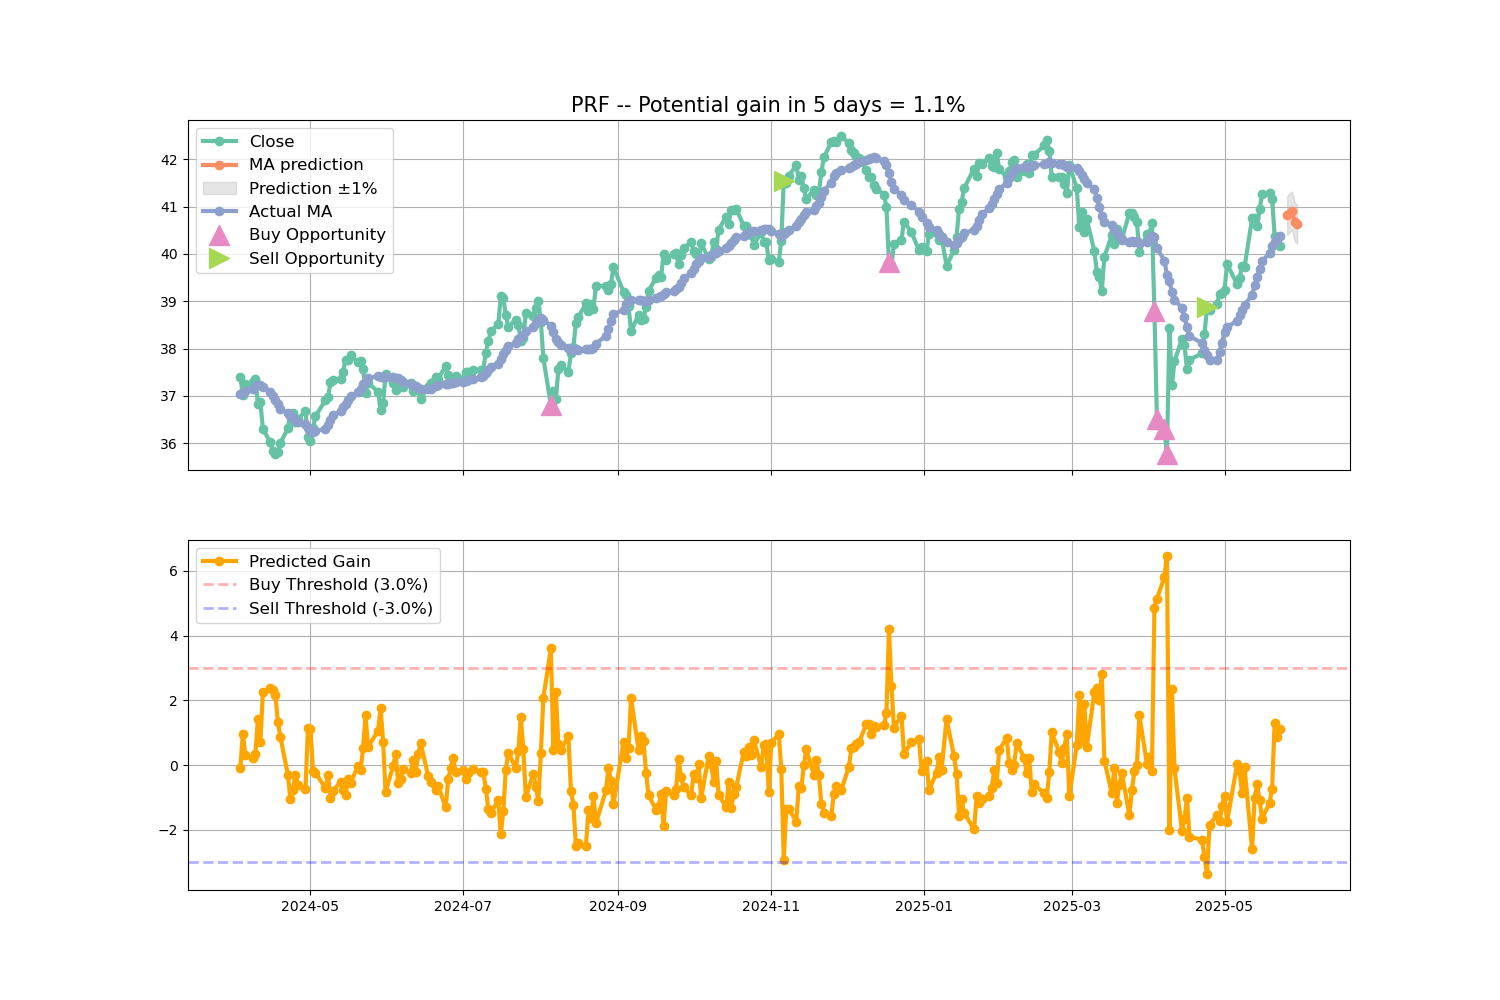 PRF -- Potential gain in 5 days = 1.1%
Close
MA prediction
Prediction ±1%
Actual MA
Buy Opportunity
Sell Opportunity
42
41
40
39
38
37
36
Predicted Gain
Buy Threshold (3.0%)
Sell Threshold (-3.0%)
6
4
2
0
−2
2024-05
2024-07
2024-09
2024-11
2025-01
2025-03
2025-05